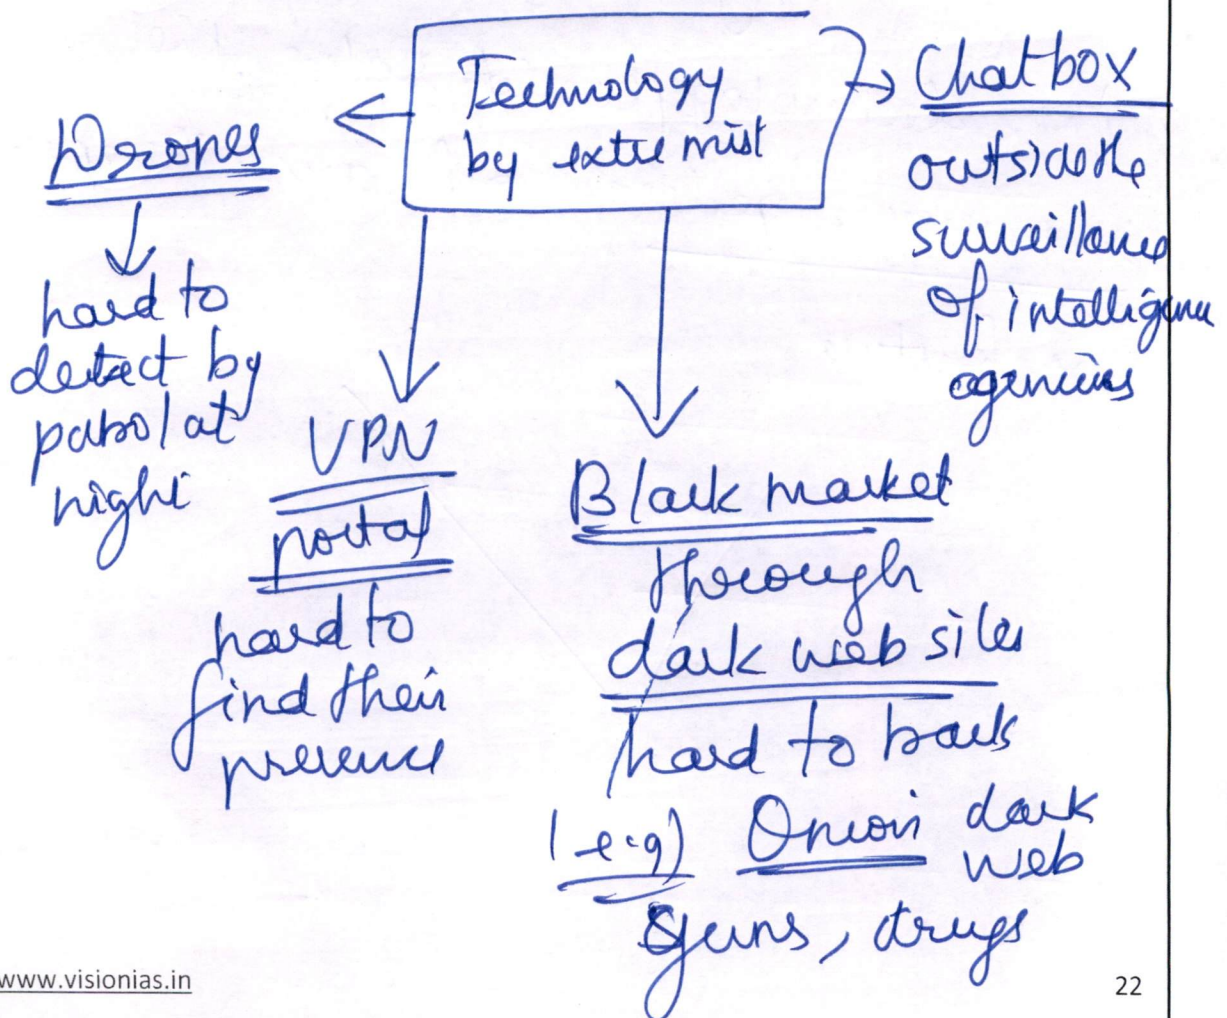 Technology
by extremist
Chatbox
outside the
surveillance
of intelligence
agencies
Drones
hard to
detect by
patrol at
night
VPN
portal
hard to
find their
presence
Black market
through
dark web sites
hard to track
(e.g) Onion dark
web
guns, drugs
www.visionias.in
22